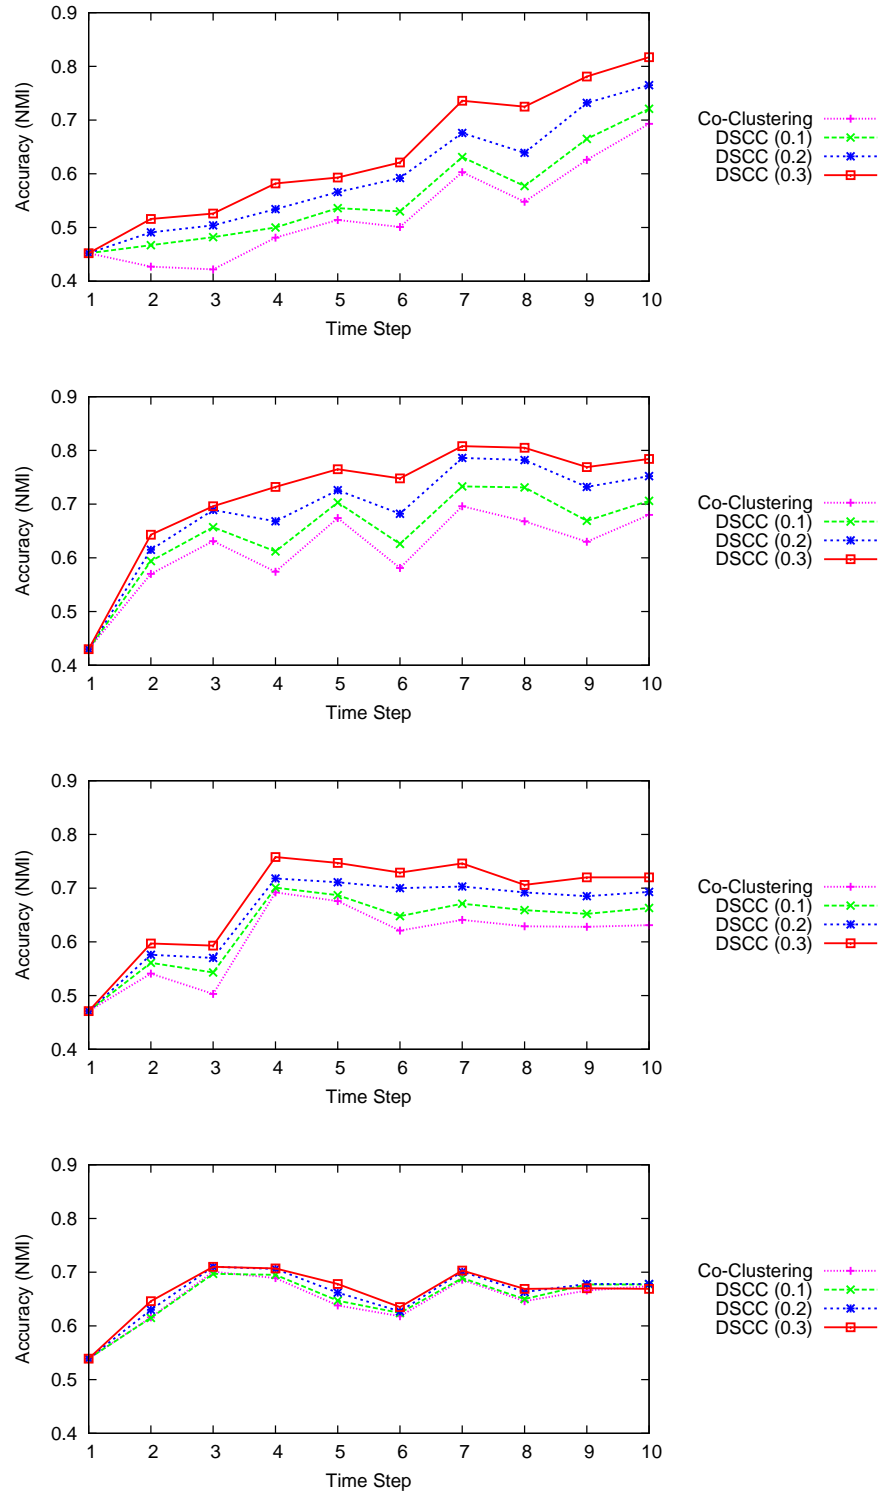 0.9
0.8
0.7
0.6
0.5
0.4
Accuracy (NMI)
1 2 3 4 5 6 7 8 9 10
Time Step
Co-Clustering
DSCC (0.1)
DSCC (0.2)
DSCC (0.3)
0.9
0.8
0.7
0.6
0.5
0.4
Accuracy (NMI)
1 2 3 4 5 6 7 8 9 10
Time Step
Co-Clustering
DSCC (0.1)
DSCC (0.2)
DSCC (0.3)
0.9
0.8
0.7
0.6
0.5
0.4
Accuracy (NMI)
1 2 3 4 5 6 7 8 9 10
Time Step
Co-Clustering
DSCC (0.1)
DSCC (0.2)
DSCC (0.3)
0.9
0.8
0.7
0.6
0.5
0.4
Accuracy (NMI)
1 2 3 4 5 6 7 8 9 10
Time Step
Co-Clustering
DSCC (0.1)
DSCC (0.2)
DSCC (0.3)